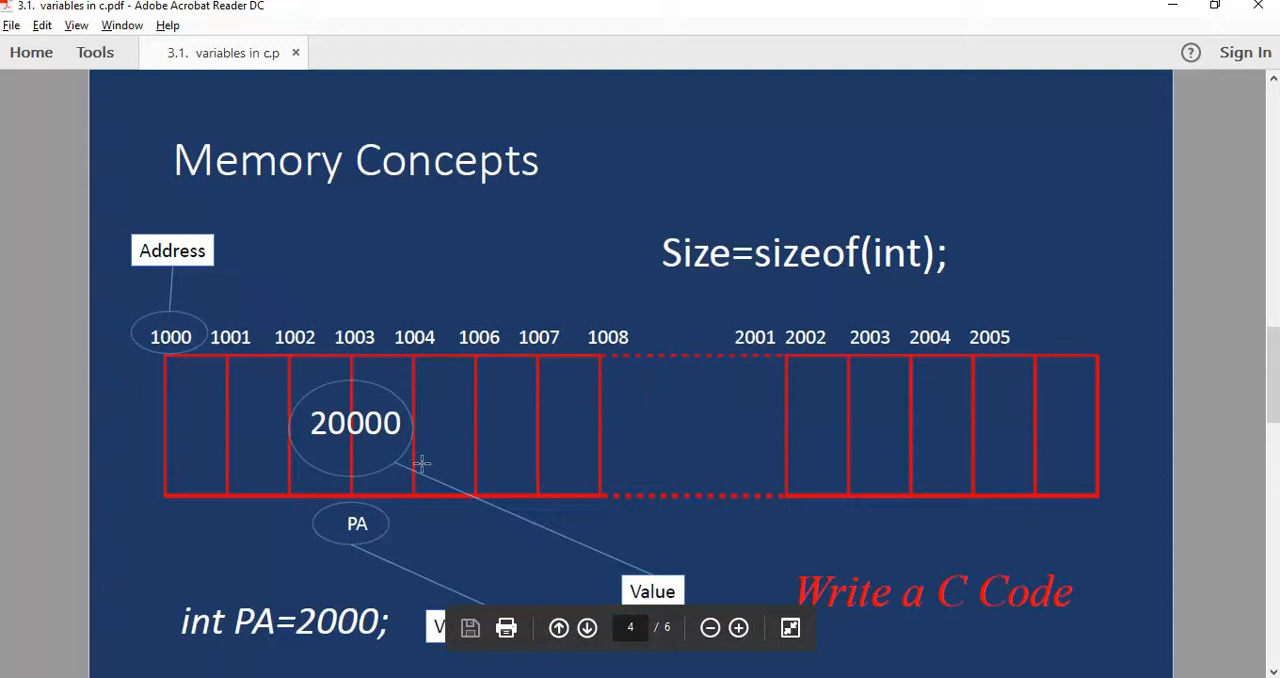 3.1. variables in c.pdf - Adobe Acrobat Reader DC
File Edit View Window Help
Home Tools 3.1. variables in c.p × ? Sign In
Memory Concepts
Address
Size=sizeof(int);
1000 1001 1002 1003 1004 1006 1007 1008 2001 2002 2003 2004 2005
20000
PA
Value
Write a C Code
int PA=2000;
V
4 / 6